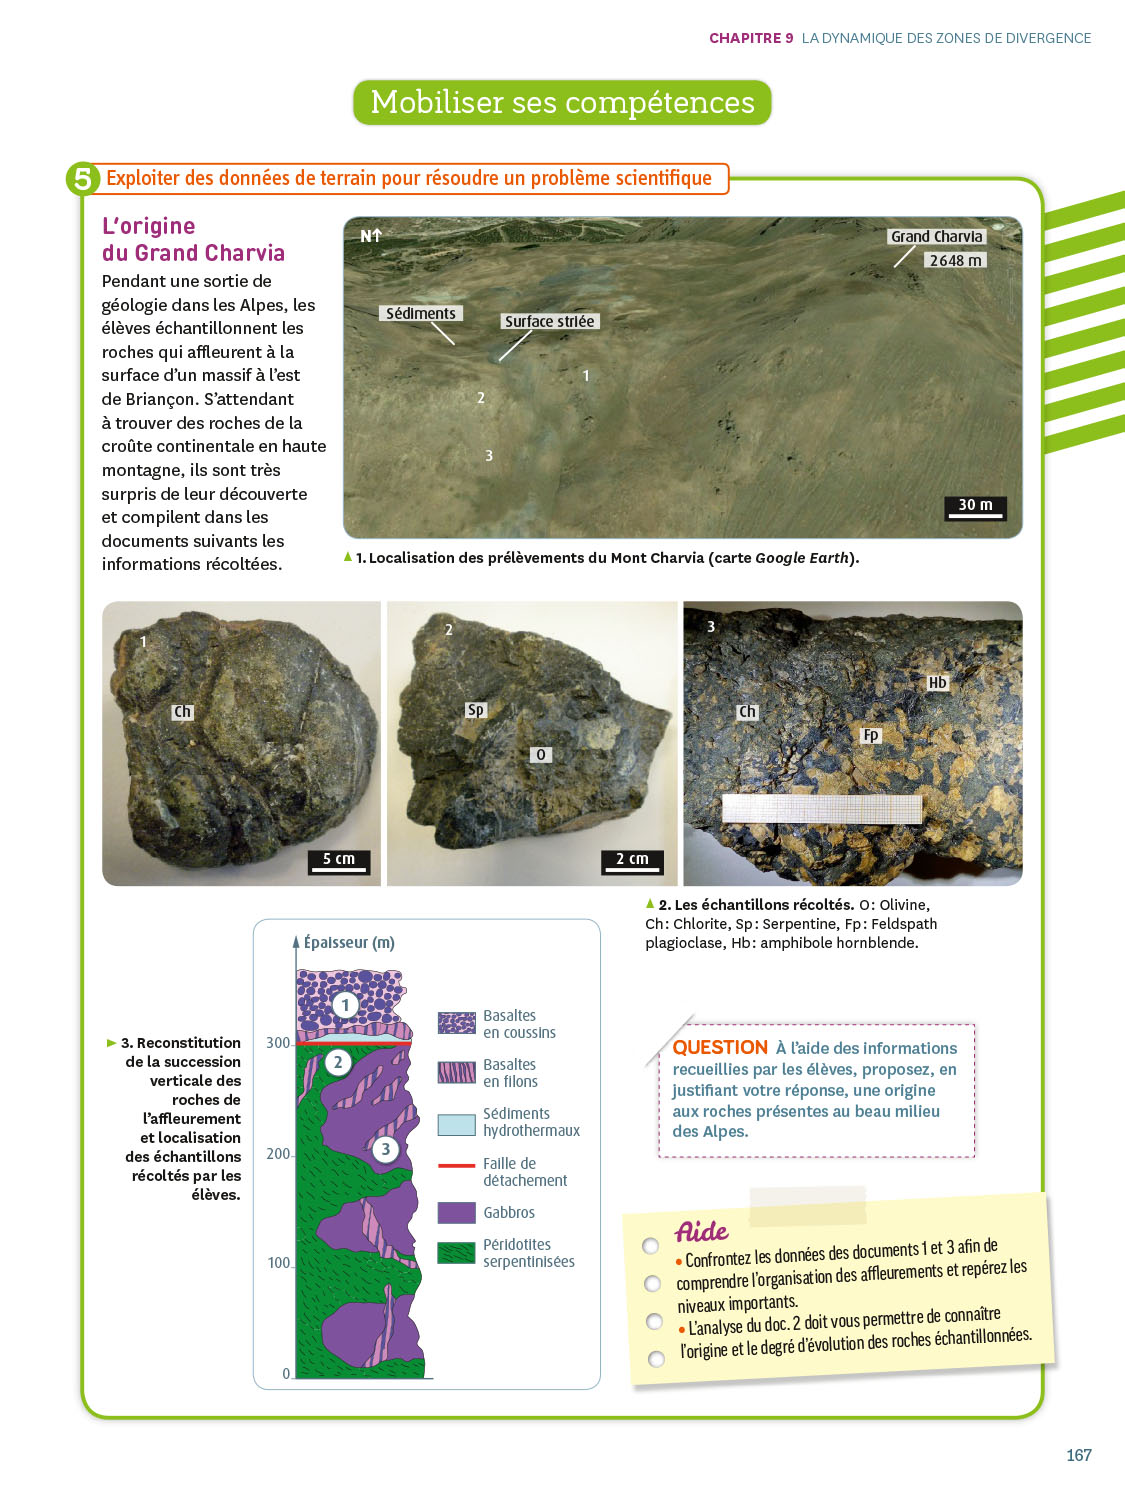 CHAPITRE 9 LA DYNAMIQUE DES ZONES DE DIVERGENCE
Mobiliser ses compétences
5 Exploiter des données de terrain pour résoudre un problème scientifique
L'origine
du Grand Charvia
Pendant une sortie de
géologie dans les Alpes, les
élèves échantillonnent les
roches qui affleurent à la
surface d'un massif à l'est
de Briançon. S'attendant
à trouver des roches de la
croûte continentale en haute
montagne, ils sont très
surpris de leur découverte
et compilent dans les
documents suivants les
informations récoltées.
N↑
Grand Charvia
2648 m
Sédiments
Surface striée
1
2
3
30 m
▲ 1. Localisation des prélèvements du Mont Charvia (carte Google Earth).
1
Ch
5 cm
2
Sp
O
2 cm
3
Hb
Ch
Fp
▲ 2. Les échantillons récoltés. O : Olivine,
Ch : Chlorite, Sp : Serpentine, Fp : Feldspath
plagioclase, Hb : amphibole hornblende.
► 3. Reconstitution
de la succession
verticale des
roches de
l'affleurement
et localisation
des échantillons
récoltés par les
élèves.
Épaisseur (m)
300
200
100
0
1
2
3
Basaltes
en coussins
Basaltes
en filons
Sédiments
hydrothermaux
Faille de
détachement
Gabbros
Péridotites
serpentinisées
QUESTION À l'aide des informations
recueillies par les élèves, proposez, en
justifiant votre réponse, une origine
aux roches présentes au beau milieu
des Alpes.
Aide
• Confrontez les données des documents 1 et 3 afin de
comprendre l'organisation des affleurements et repérez les
niveaux importants.
• L'analyse du doc. 2 doit vous permettre de connaître
l'origine et le degré d'évolution des roches échantillonnées.
167